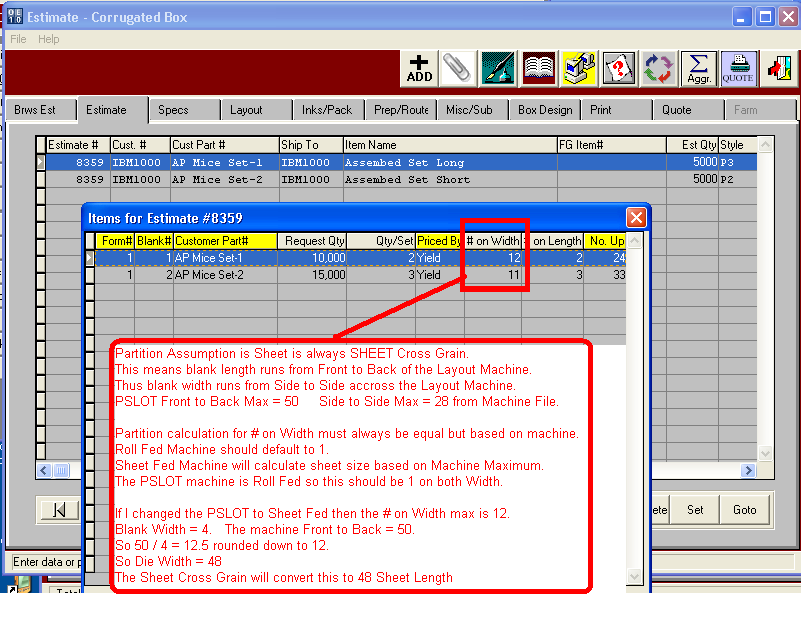 Estimate - Corrugated Box
File Help
ADD
Aggr.
QUOTE
Brws Est Estimate Specs Layout Inks/Pack Prep/Route Misc/Sub Box Design Print Quote Farm
Estimate # Cust. # Cust Part # Ship To Item Name FG Item# Est Qty Style
8359 IBM1000 AP Mice Set-1 IBM1000 Assembed Set Long 5000 P3
8359 IBM1000 AP Mice Set-2 IBM1000 Assembed Set Short 5000 P2
Items for Estimate #8359
Form# Blank# Customer Part# Request Qty Qty/Set Priced By # on Width on Length No. Up
1 1 AP Mice Set-1 10,000 2 Yield 12 2 24
1 2 AP Mice Set-2 15,000 3 Yield 11 3 33
Partition Assumption is Sheet is always SHEET Cross Grain.
This means blank length runs from Front to Back of the Layout Machine.
Thus blank width runs from Side to Side accross the Layout Machine.
PSLOT Front to Back Max = 50 Side to Side Max = 28 from Machine File.
Partition calculation for # on Width must always be equal but based on machine.
Roll Fed Machine should default to 1.
Sheet Fed Machine will calculate sheet size based on Machine Maximum.
The PSLOT machine is Roll Fed so this should be 1 on both Width.
If I changed the PSLOT to Sheet Fed then the # on Width max is 12.
Blank Width = 4. The machine Front to Back = 50.
So 50 / 4 = 12.5 rounded down to 12.
So Die Width = 48
The Sheet Cross Grain will convert this to 48 Sheet Length
ete Set Goto
Enter data or p